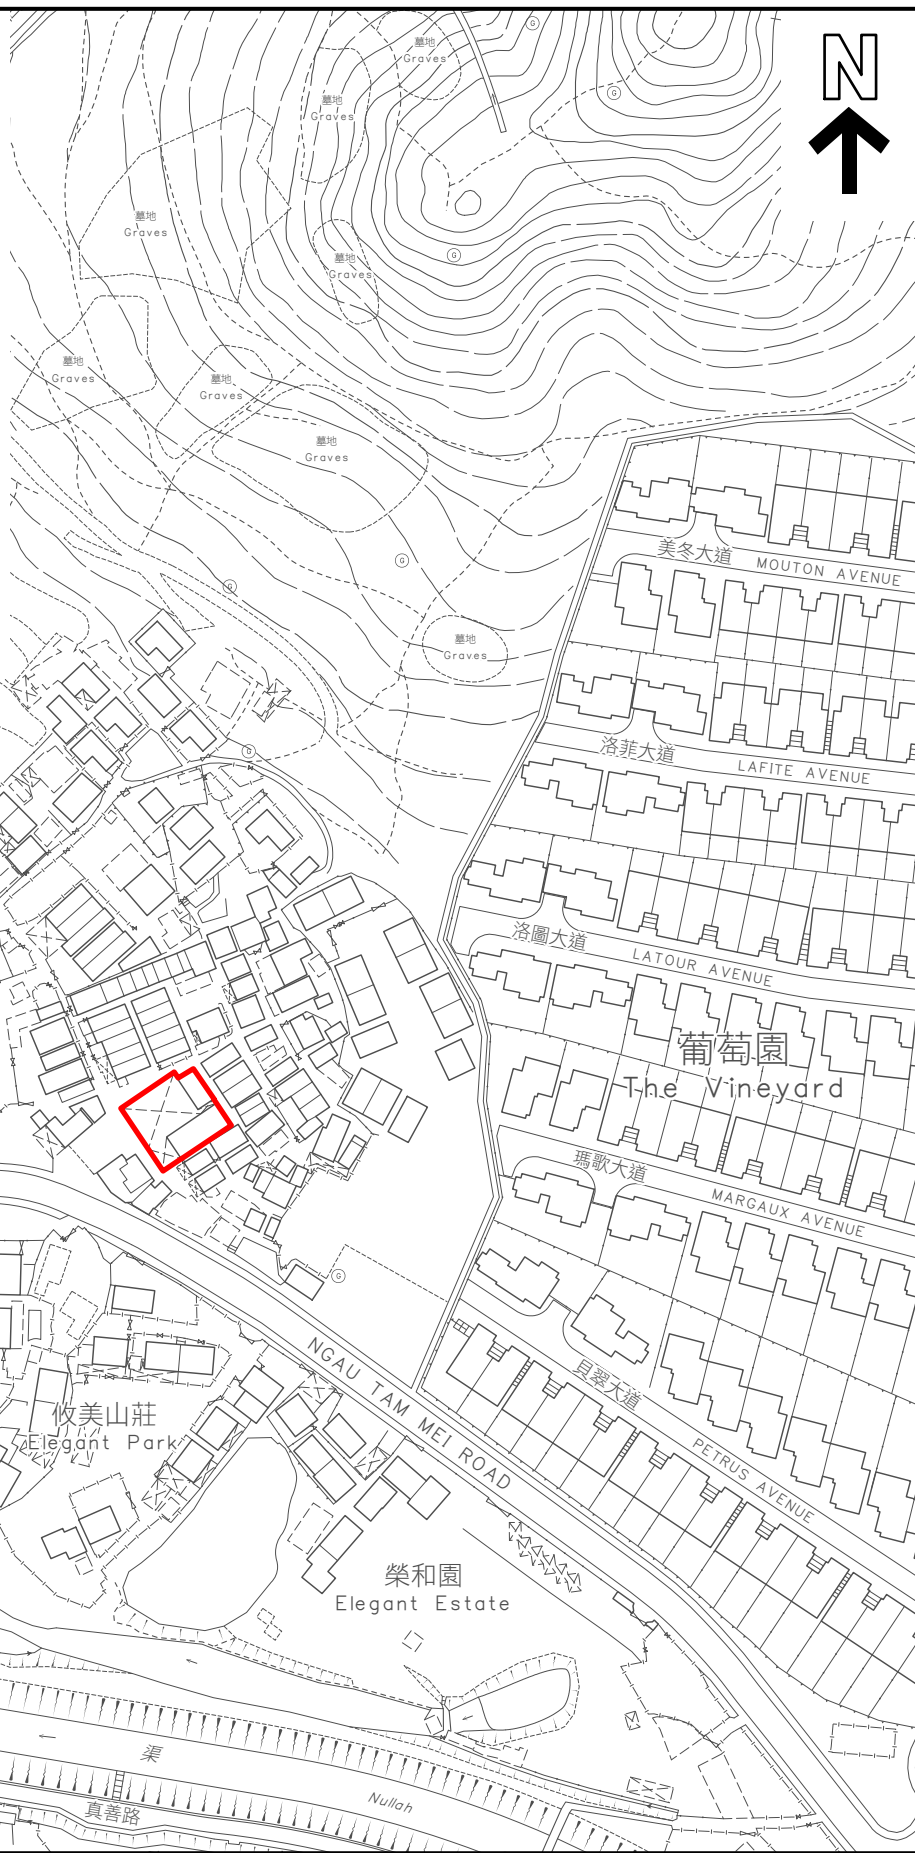 N
墓地
Graves
墓地
Graves
墓地
Graves
墓地
Graves
墓地
Graves
墓地
Graves
墓地
Graves
墓地
Graves
G
G
G
G
G
G
G
美冬大道
MOUTON AVENUE
洛菲大道
LAFITE AVENUE
洛圖大道
LATOUR AVENUE
葡萄園
The Vineyard
瑪歌大道
MARGAUX AVENUE
貝翠大道
PETRUS AVENUE
NGAU TAM MEI ROAD
攸美山莊
Elegant Park
榮和園
Elegant Estate
渠
Nullah
真善路